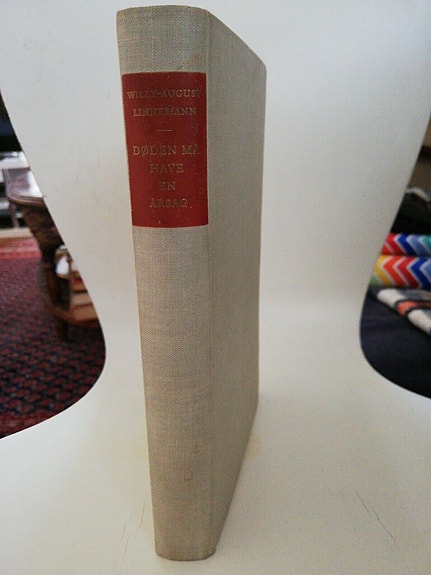 WILLY-AUGUST
LINNEMANN
DØDEN MÅ
HAVE
EN
ÅRSAG